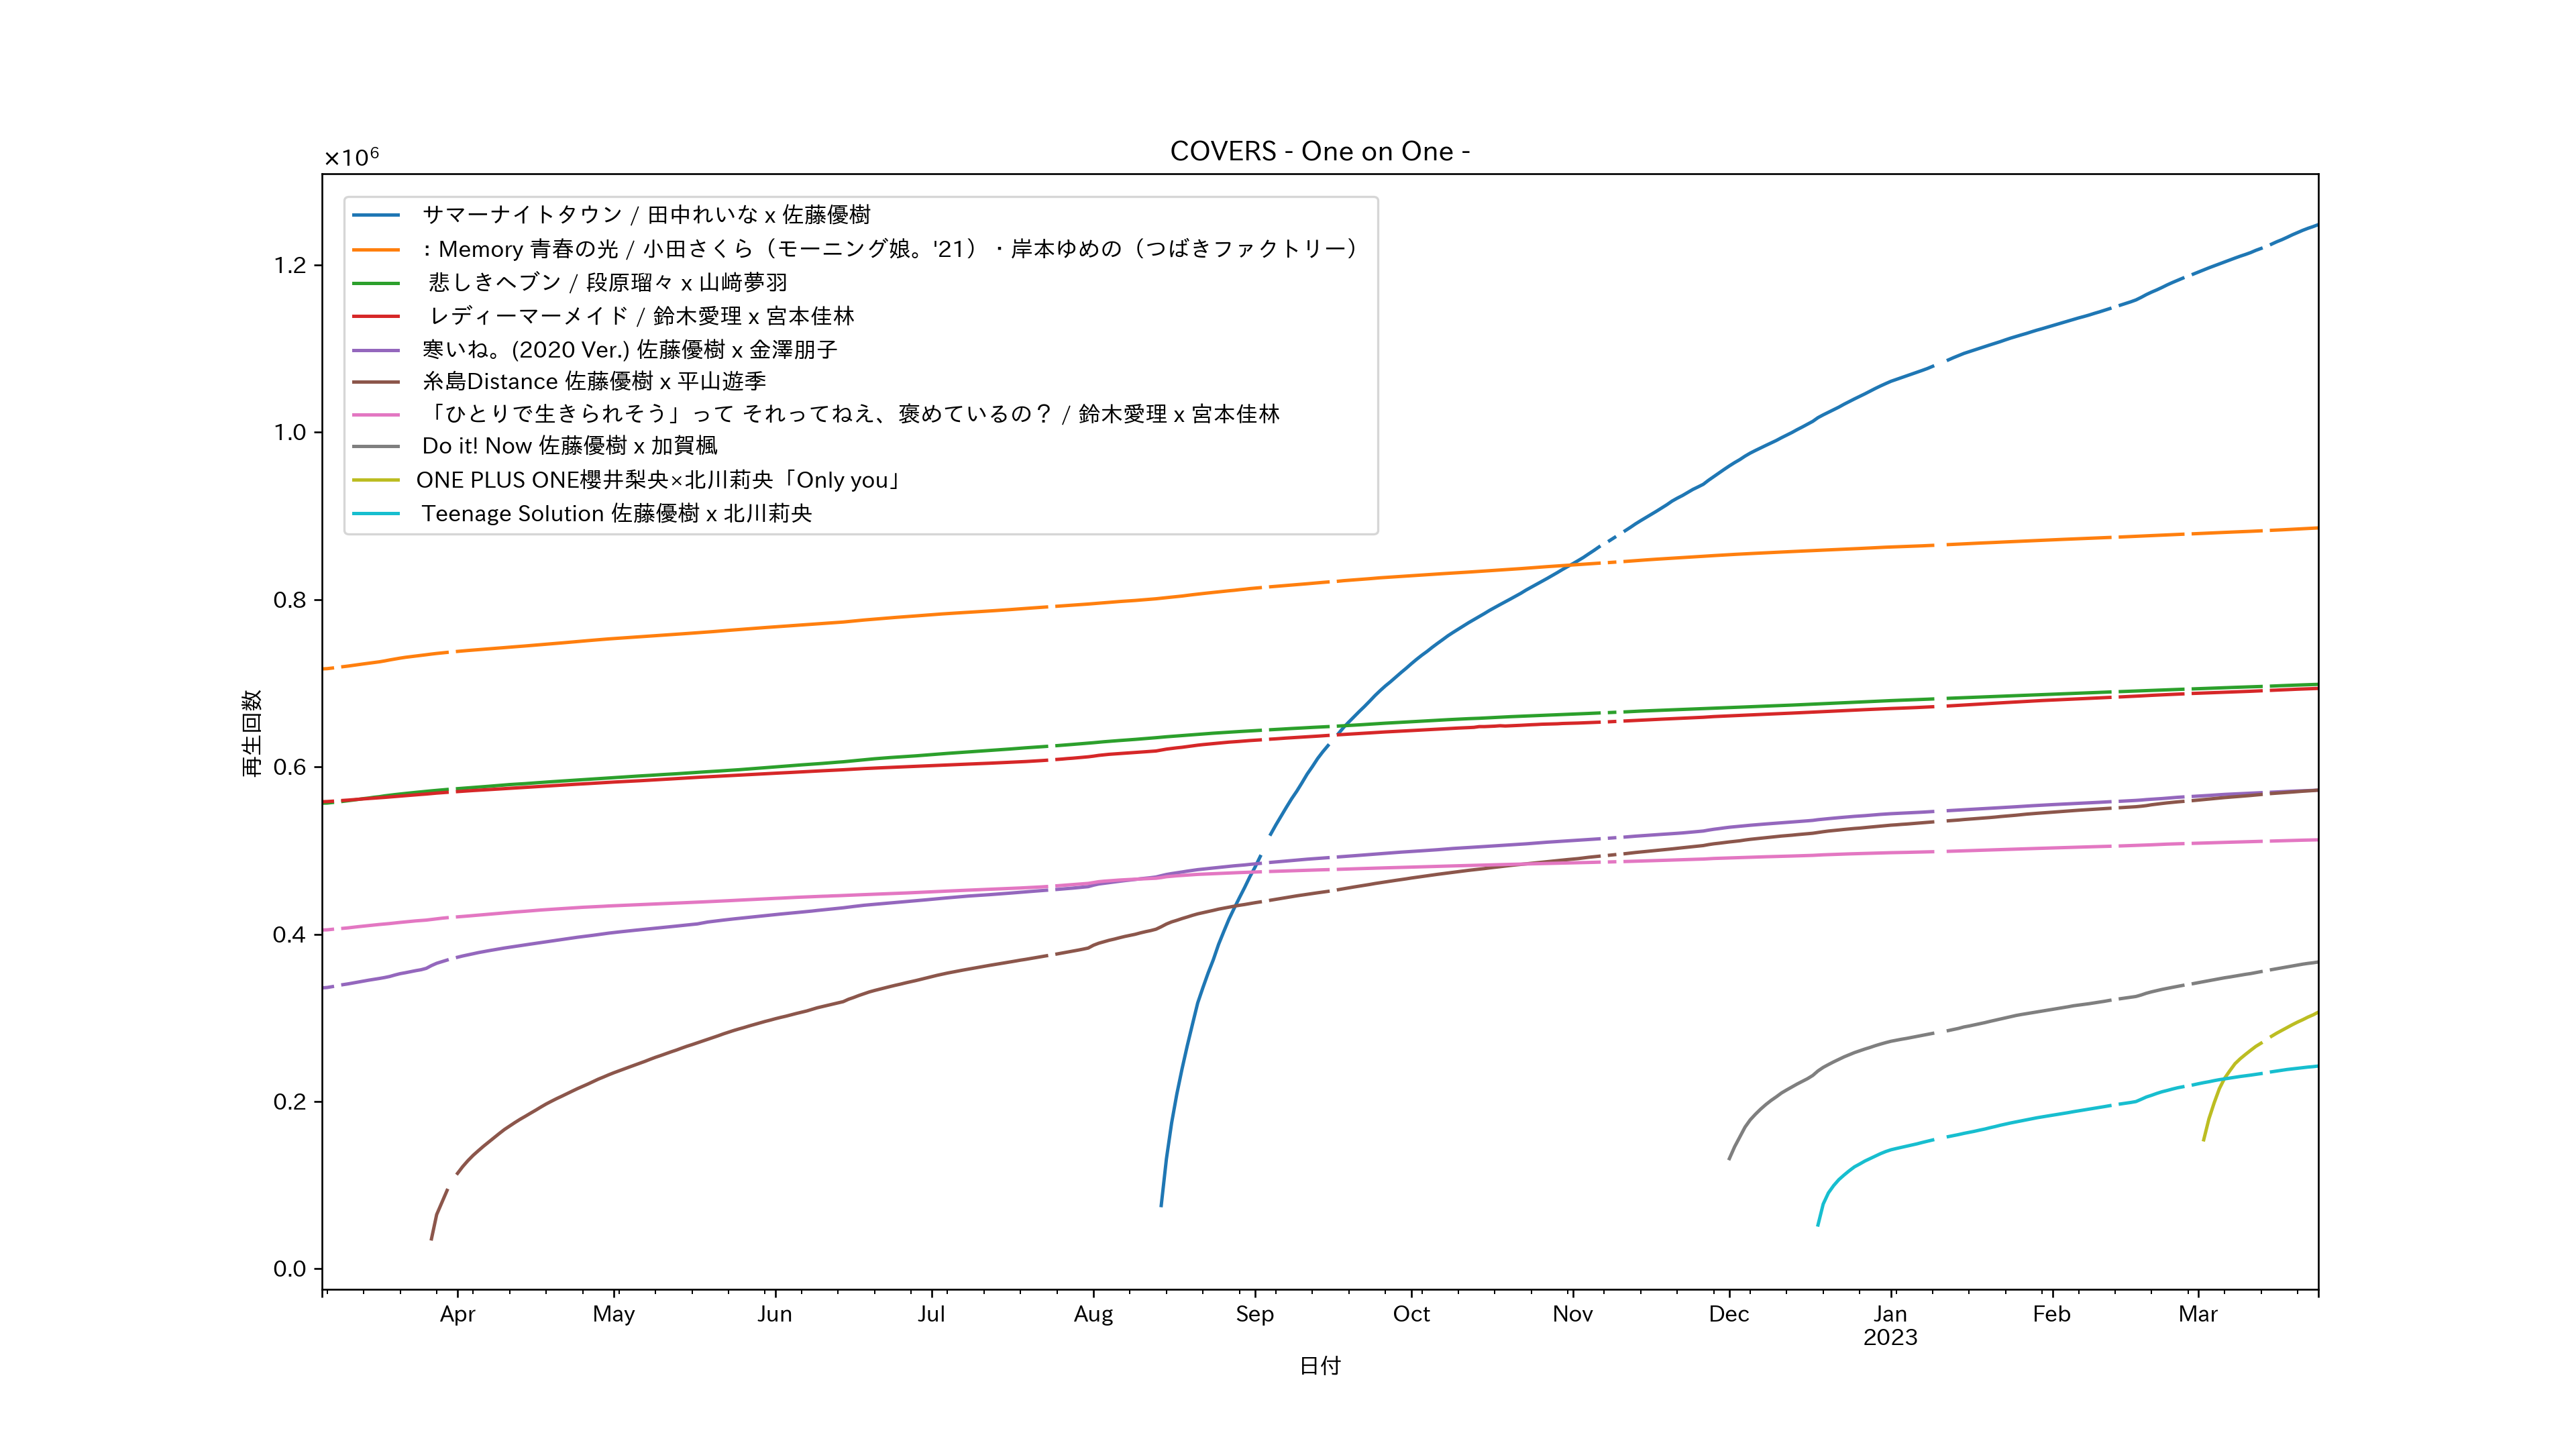 COVERS - One on One -
×10⁶
サマーナイトタウン / 田中れいな x 佐藤優樹
: Memory 青春の光 / 小田さくら（モーニング娘。'21）・岸本ゆめの（つばきファクトリー）
悲しきヘブン / 段原瑠々 x 山﨑夢羽
レディーマーメイド / 鈴木愛理 x 宮本佳林
寒いね。(2020 Ver.) 佐藤優樹 x 金澤朋子
糸島Distance 佐藤優樹 x 平山遊季
「ひとりで生きられそう」って それってねえ、褒めているの？ / 鈴木愛理 x 宮本佳林
Do it! Now 佐藤優樹 x 加賀楓
ONE PLUS ONE櫻井梨央×北川莉央「Only you」
Teenage Solution 佐藤優樹 x 北川莉央
1.2
1.0
0.8
0.6
0.4
0.2
0.0
再生回数
Apr May Jun Jul Aug Sep Oct Nov Dec Jan Feb Mar
2023
日付